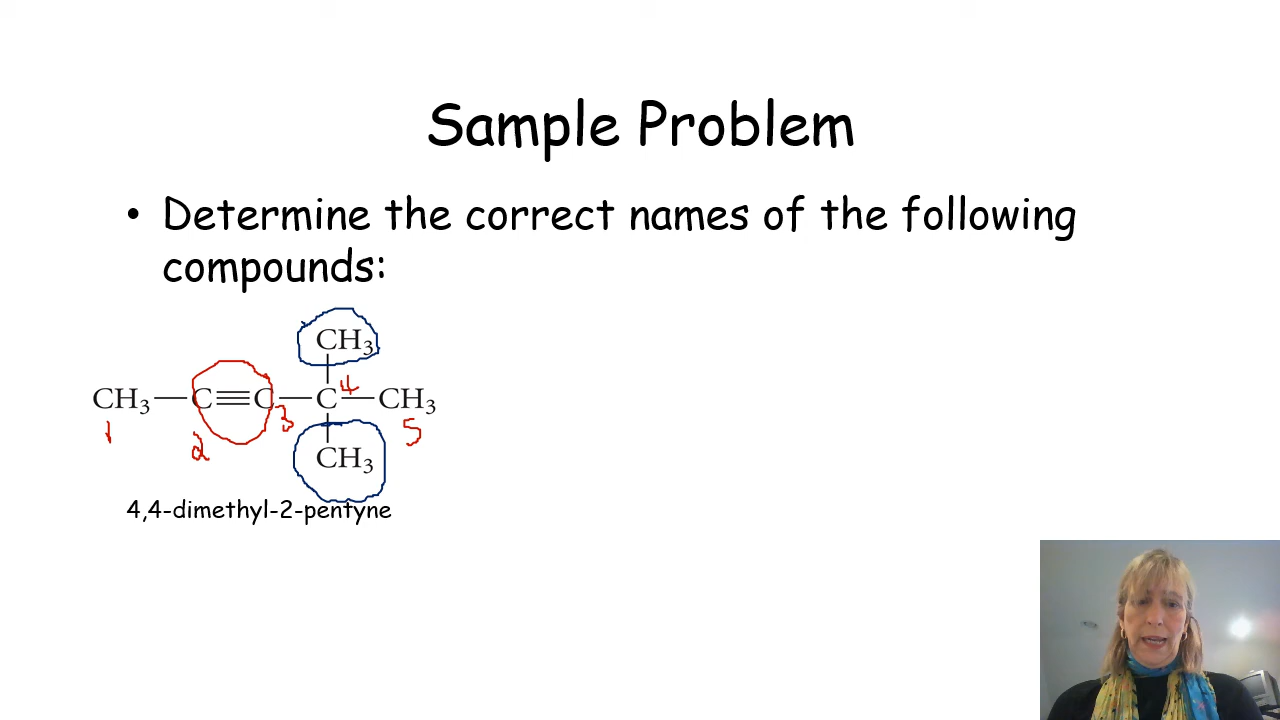 Sample Problem
• Determine the correct names of the following
compounds:
CH3
4
CH3—C≡C—C—CH3
1 2 3 5
CH3
4,4-dimethyl-2-pentyne